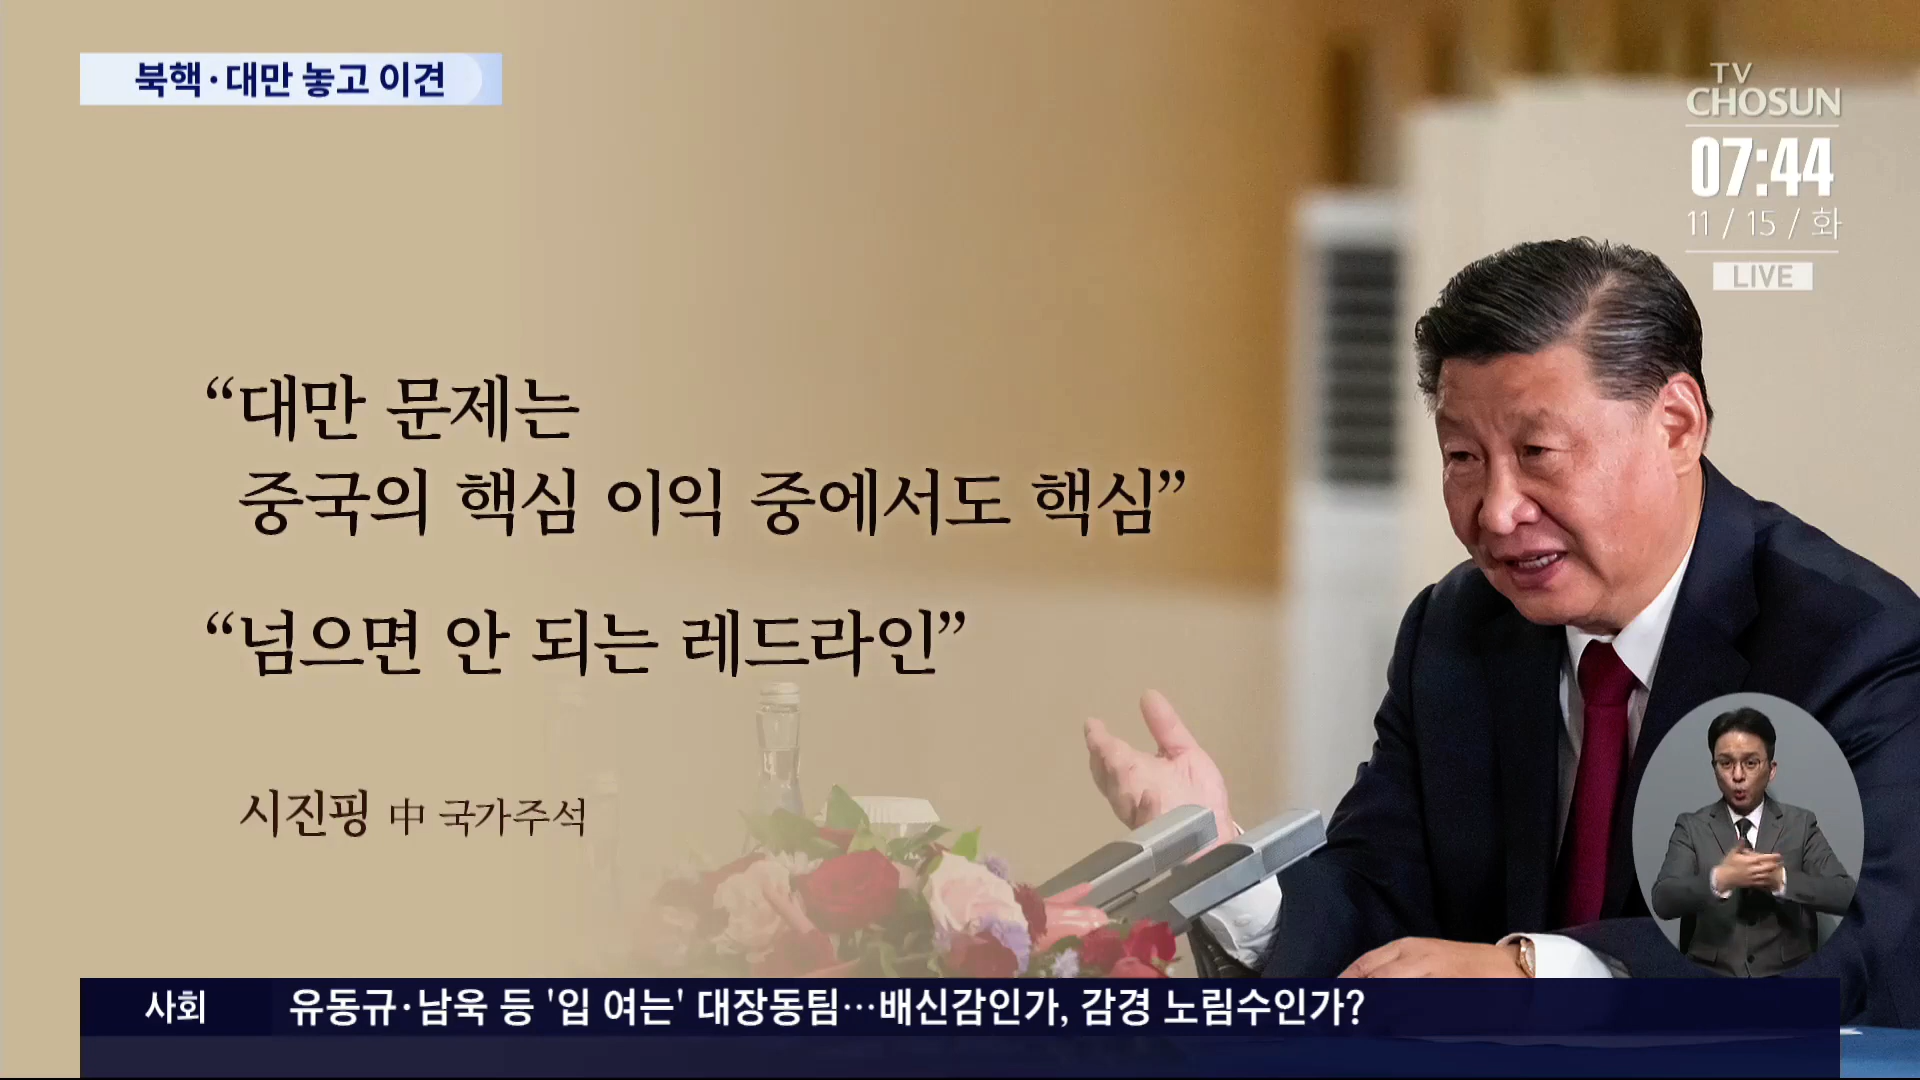 북핵·대만 놓고 이견
TV
CHOSUN
07:44
11 / 15 / 화
LIVE
“대만 문제는
중국의 핵심 이익 중에서도 핵심”
“넘으면 안 되는 레드라인”
시진핑 中 국가주석
사회 유동규·남욱 등 '입 여는' 대장동팀…배신감인가, 감경 노림수인가?